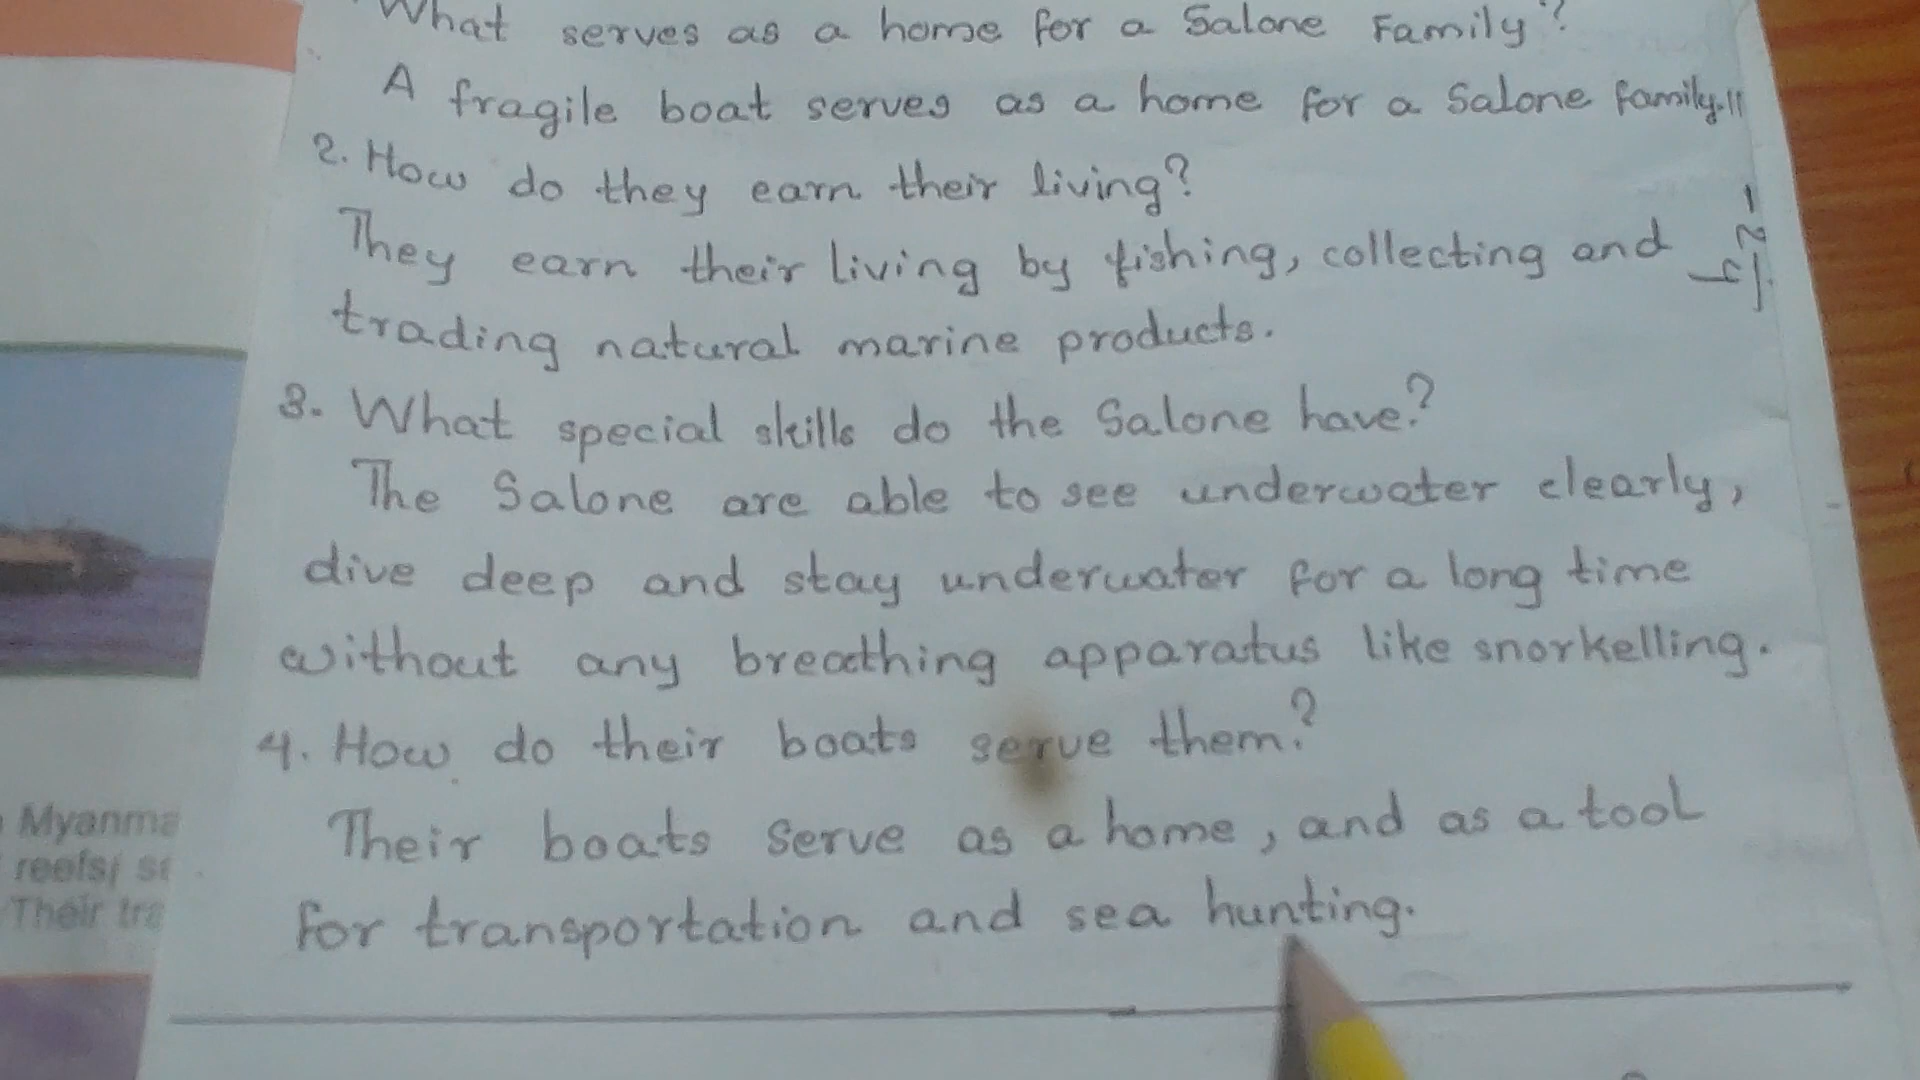 What serves as a home for a Salone Family?
A fragile boat serves as a home for a Salone family.။
2. How do they earn their living?
They earn their living by fishing, collecting and
trading natural marine products.
3. What special skills do the Salone have?
The Salone are able to see underwater clearly,
dive deep and stay underwater for a long time
without any breathing apparatus like snorkelling.
4. How do their boats serve them?
Their boats serve as a home, and as a tool
for transportation and sea hunting.
Myanma
reefs, s
Their tra